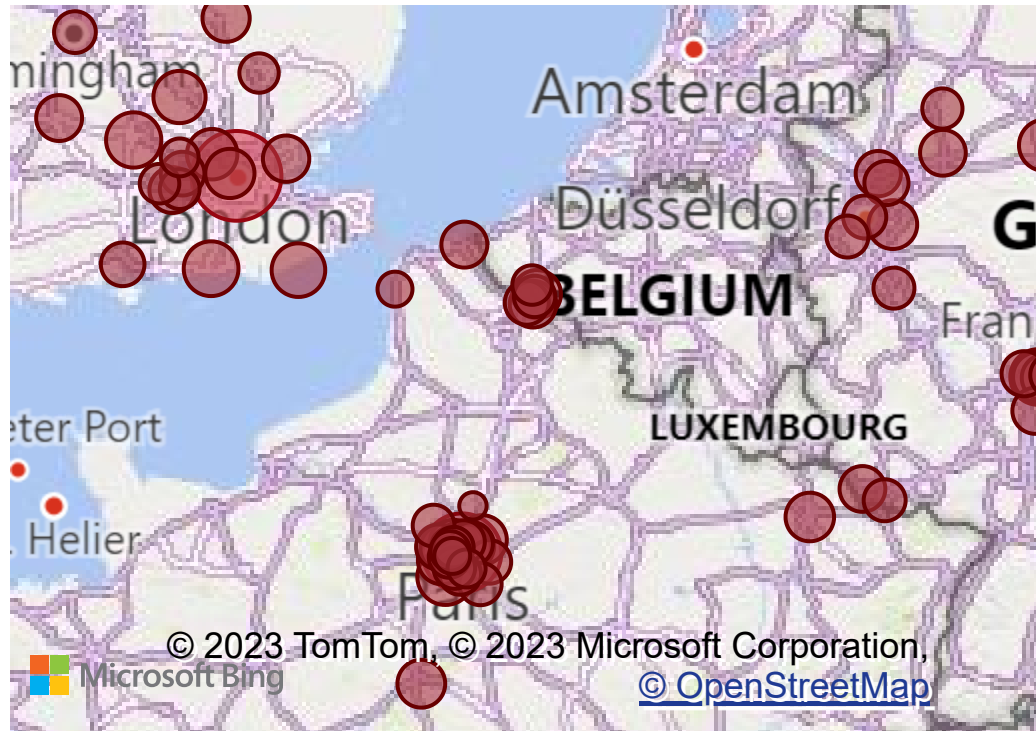 mingham
Amsterdam
London
Düsseldorf
G
BELGIUM
Fran
eter Port
LUXEMBOURG
. Helier
Paris
© 2023 TomTom, © 2023 Microsoft Corporation,
Microsoft Bing
© OpenStreetMap